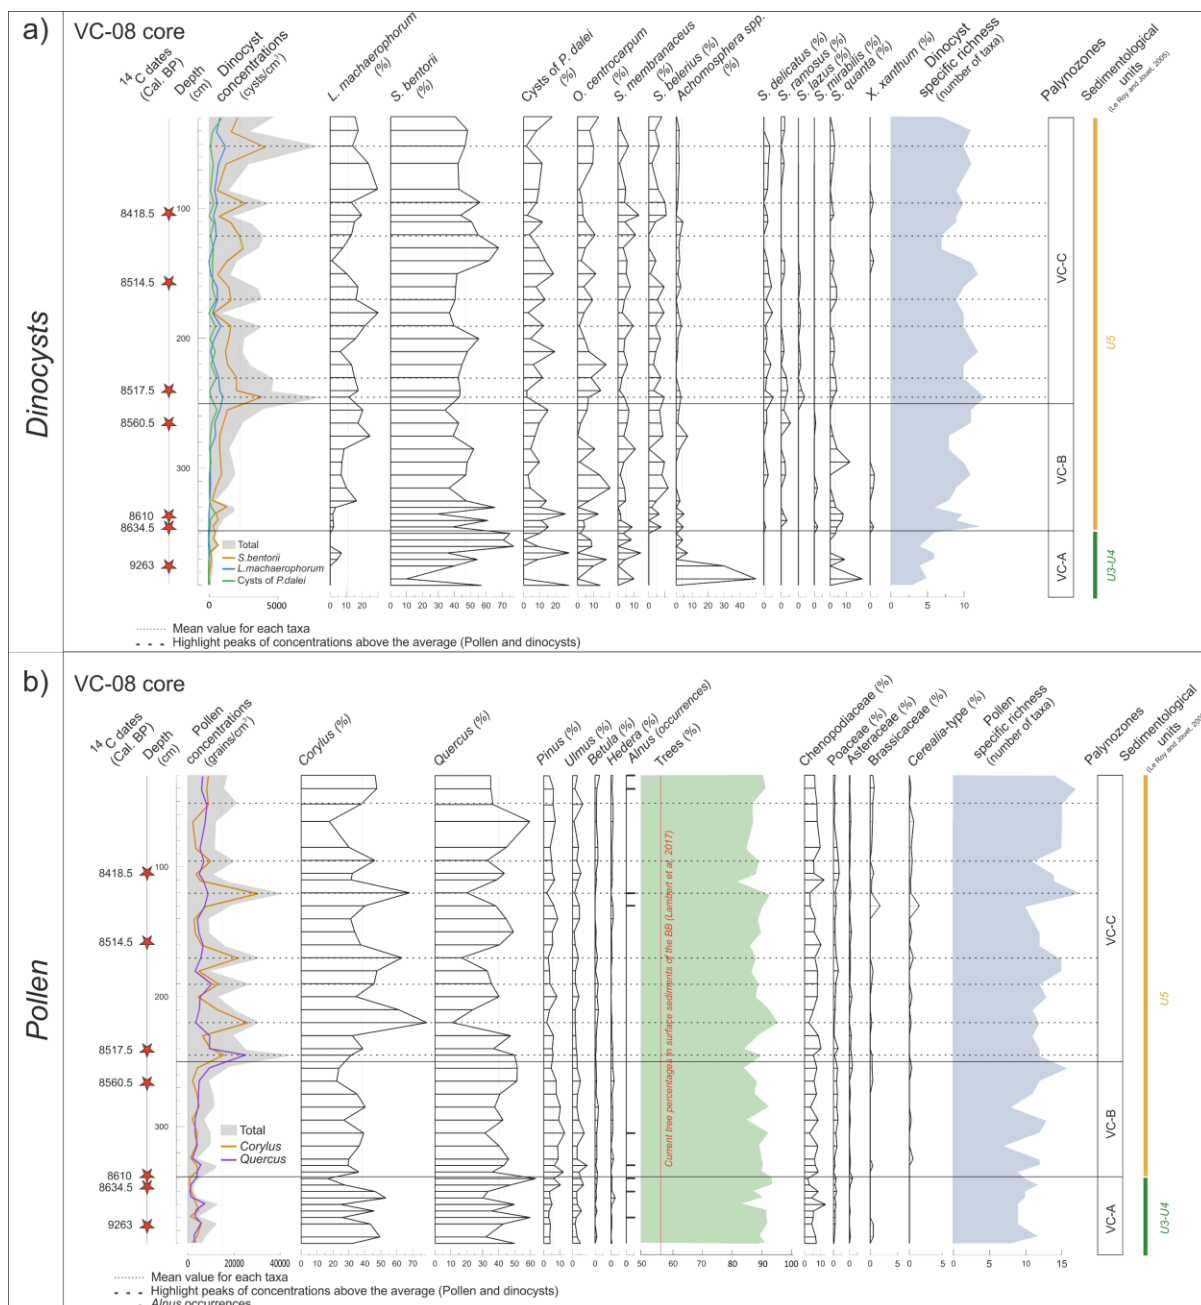 a)
VC-08 core
14C dates
(Cal. BP)
Depth
(cm)
Dinocyst
concentrations
(cysts/cm3)
L. machaerophorum
(%)
S. bentorii
(%)
Cysts of P. dalei
(%)
O. centrocarpum
(%)
S. membranaceus
(%)
S. belerius (%)
Achomosphera spp.
(%)
S. delicatus (%)
S. ramosus (%)
S. lazus (%)
S. mirabilis (%)
S. quanta (%)
X. xanthum (%)
Dinocyst
specific richness
(number of taxa)
Palynozones
Sedimentological
units
(Le Roy and Jouet, 2005)
Dinocysts
100
200
300
8418.5
8514.5
8517.5
8560.5
8610
8634.5
9263
Total
S.bentorii
L.machaerophorum
Cysts of P.dalei
VC-C
VC-B
VC-A
U5
U3-U4
0 5000
0 10 20 30
0 10 20 30 40 50 60 70
0 10 20
0 10
0 10
0 10
0 10 20 30 40 50
0
0
0
0
0 10
0
0 5 10
Mean value for each taxa
Highlight peaks of concentrations above the average (Pollen and dinocysts)
b)
VC-08 core
14C dates
(Cal. BP)
Depth
(cm)
Pollen
concentrations
(grains/cm3)
Corylus (%)
Quercus (%)
Pinus (%)
Ulmus (%)
Betula (%)
Hedera (%)
Alnus (occurrences)
Trees (%)
Chenopodiaceae (%)
Poaceae (%)
Asteraceae (%)
Brassicaceae (%)
Cerealia-type (%)
Pollen
specific richness
(number of taxa)
Palynozones
Sedimentological
units
(Le Roy and Jouet, 200
Pollen
100
200
300
8418.5
8514.5
8517.5
8560.5
8610
8634.5
9263
Total
Corylus
Quercus
Current tree percentages in surface sediments of the BB (Lambert et al. 2017)
VC-C
VC-B
VC-A
U5
U3-U4
0 20000 40000
0 10 20 30 40 50 60 70
0 10 20 30 40 50 60
0 10
0
0
0
0
50 60 70 80 90 100
0 10
0
0
0 5
0 5
0 5 10 15
Mean value for each taxa
Highlight peaks of concentrations above the average (Pollen and dinocysts)
Alnus occurrences